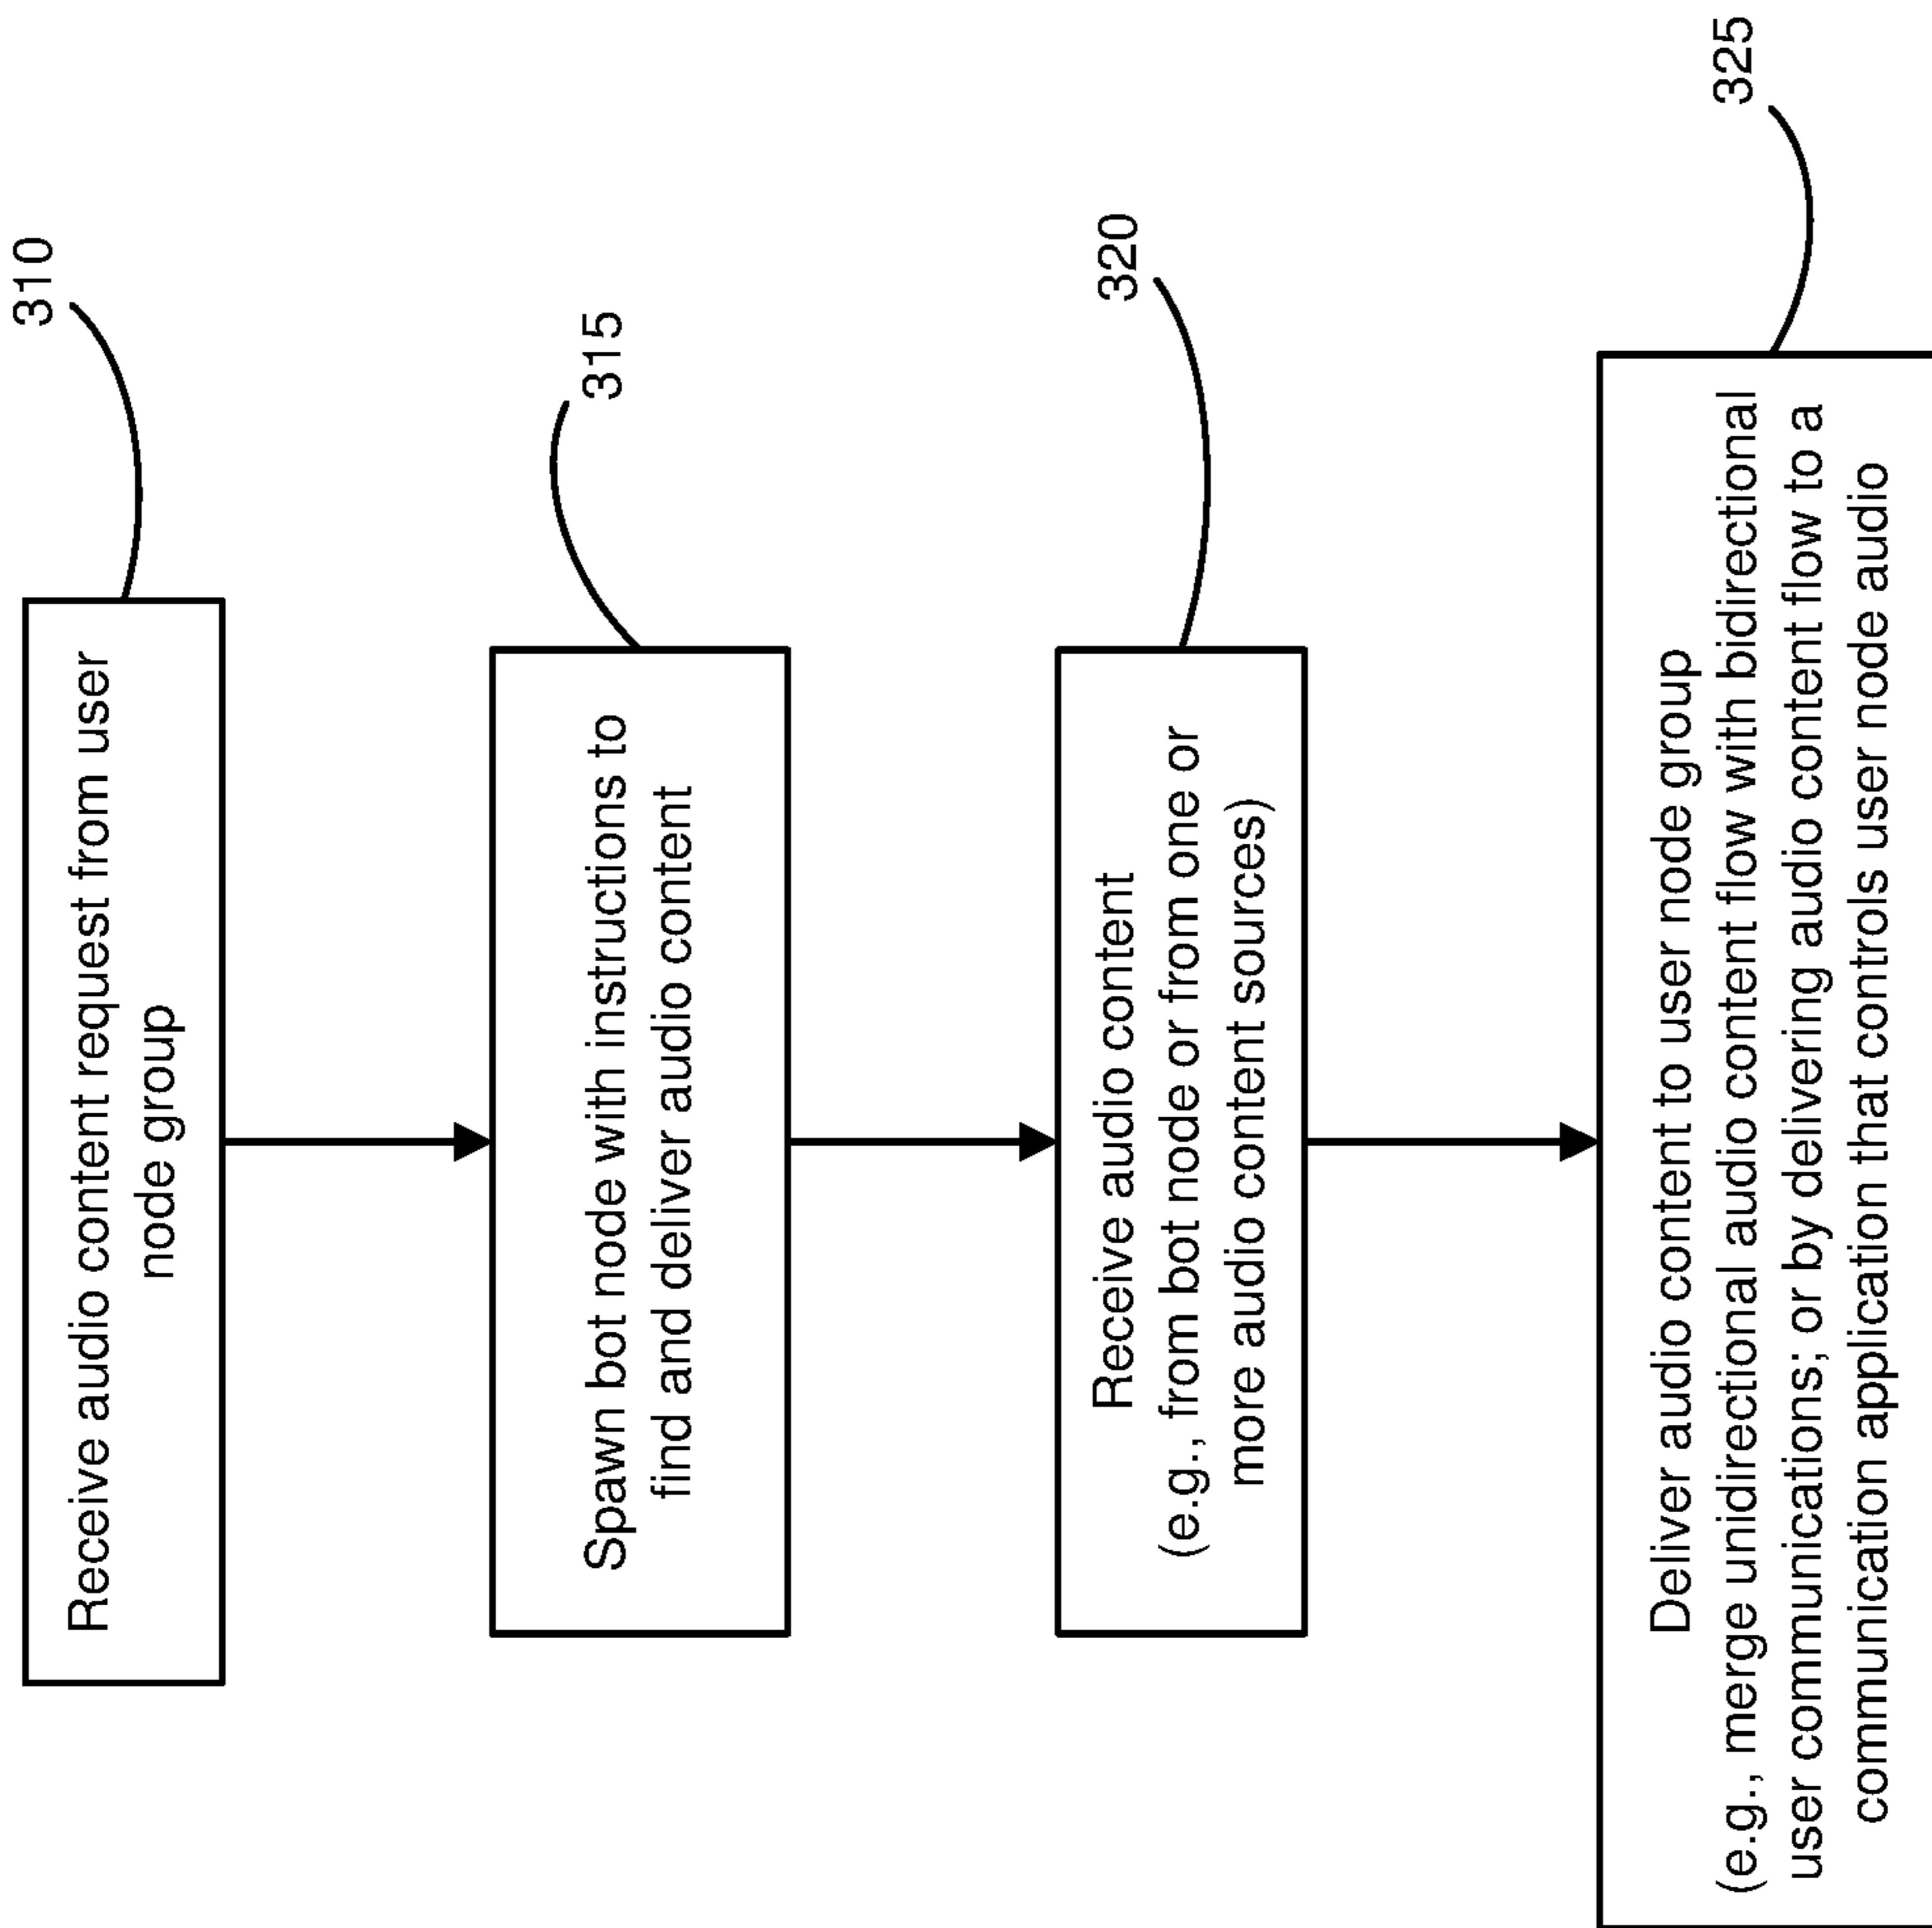 310
Receive audio content request from user
node group
315
Spawn bot node with instructions to
find and deliver audio content
320
Receive audio content
(e.g., from bot node or from one or
more audio content sources)
325
Deliver audio content to user node group
(e.g., merge unidirectional audio content flow with bidirectional
user communications; or by delivering audio content flow to a
communication application that controls user node audio